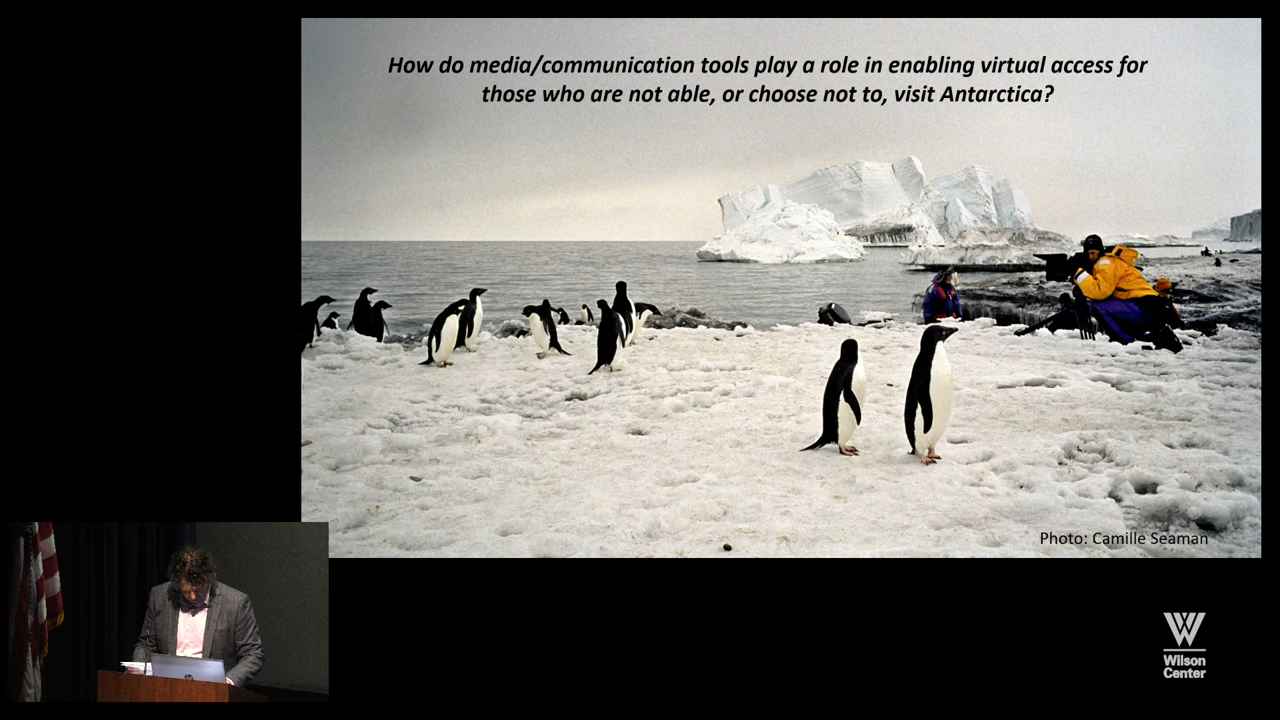 How do media/communication tools play a role in enabling virtual access for
those who are not able, or choose not to, visit Antarctica?
Photo: Camille Seaman
Wilson
Center